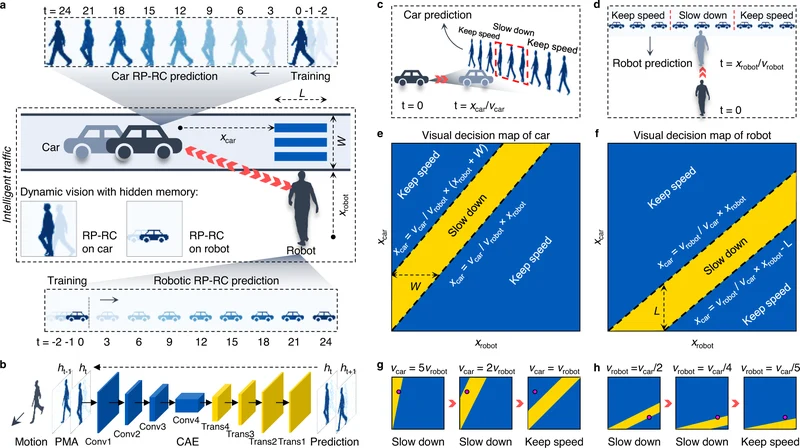 a
t = 24 21 18 15 12 9 6 3 0 -1 -2
Car RP-RC prediction
Training
Intelligent traffic
Car
x_car
L
W
x_robot
Dynamic vision with hidden memory:
RP-RC
on car
RP-RC
on robot
Robot
Robotic RP-RC prediction
Training
t = -2 -1 0 3 6 9 12 15 18 21 24
b
h_t-1 h_t
h_t h_t+1
Motion PMA Conv1 Conv2 Conv3 Conv4 CAE Trans4 Trans3 Trans2 Trans1 Prediction
c
Car prediction
Keep speed
Slow down
Keep speed
t = 0
t = x_car/v_car
d
Keep speed Slow down Keep speed
Robot prediction
t = x_robot/v_robot
t = 0
e
Visual decision map of car
x_car
Keep speed
x_car = v_car / v_robot × (x_robot + W)
Slow down
x_car = v_car / v_robot × x_robot
Keep speed
W
x_robot
f
Visual decision map of robot
x_car
Keep speed
x_car = v_robot / v_car × x_robot
Slow down
x_car = v_robot / v_car × x_robot - L
Keep speed
L
x_robot
g
v_car = 5v_robot v_car = 2v_robot v_car = v_robot
Slow down Slow down Keep speed
h
v_robot =v_car/2 v_robot = v_car/4 v_robot = v_car/5
Slow down Slow down Keep speed